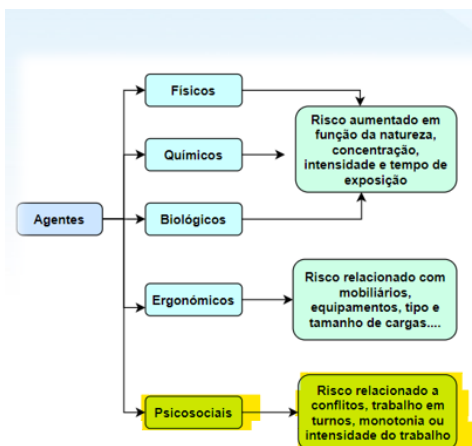 Físicos
Risco aumentado em
função da natureza,
concentração,
intensidade e tempo de
exposição
Químicos
Agentes
Biológicos
Ergonómicos
Risco relacionado com
mobiliários,
equipamentos, tipo e
tamanho de cargas....
Psicosociais
Risco relacionado a
conflitos, trabalho em
turnos, monotonia ou
intensidade do trabalho